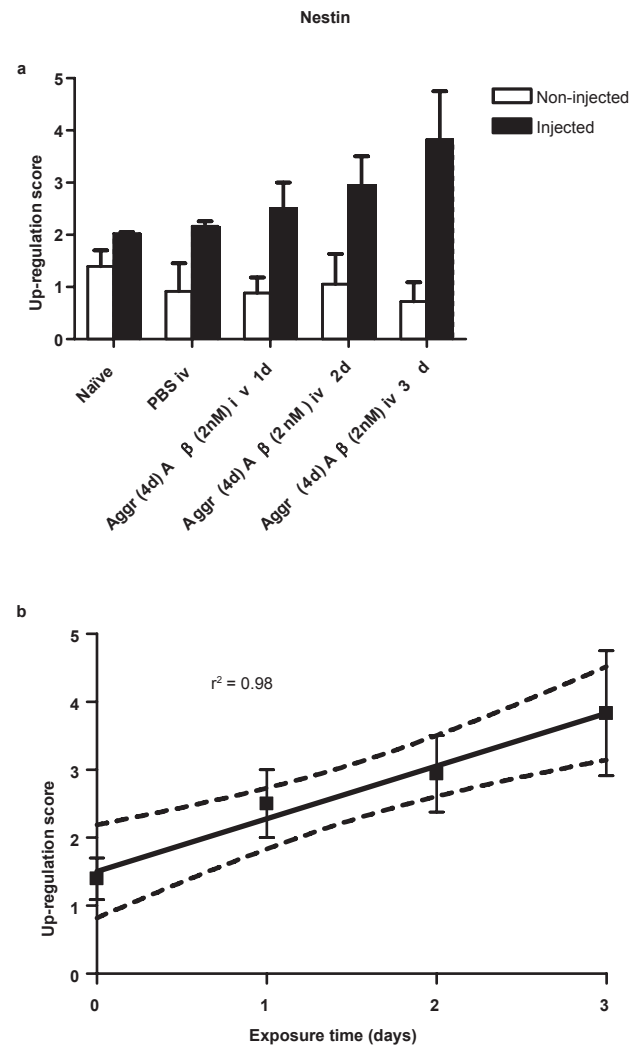 Nestin
a
Up-regulation score
5
4
3
2
1
0
Non-injected
Injected
Naïve
PBS iv
Aggr (4d) A β (2nM) i v 1d
Aggr (4d) A β (2nM) iv 2d
Aggr (4d) A β (2nM) iv 3 d
b
Up-regulation score
5
4
3
2
1
0
r² = 0.98
0 1 2 3
Exposure time (days)